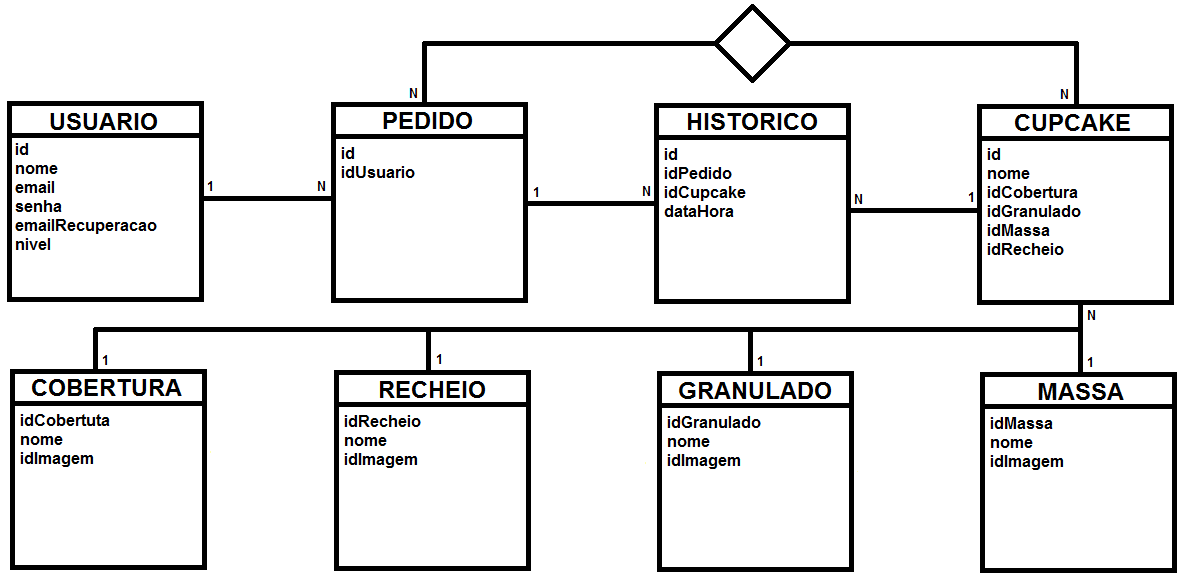 N
N
USUARIO
id
nome
email
senha
emailRecuperacao
nivel
1
N
PEDIDO
id
idUsuario
1
N
HISTORICO
id
idPedido
idCupcake
dataHora
N
1
CUPCAKE
id
nome
idCobertura
idGranulado
idMassa
idRecheio
N
1
1
1
1
COBERTURA
idCobertuta
nome
idImagem
RECHEIO
idRecheio
nome
idImagem
GRANULADO
idGranulado
nome
idImagem
MASSA
idMassa
nome
idImagem